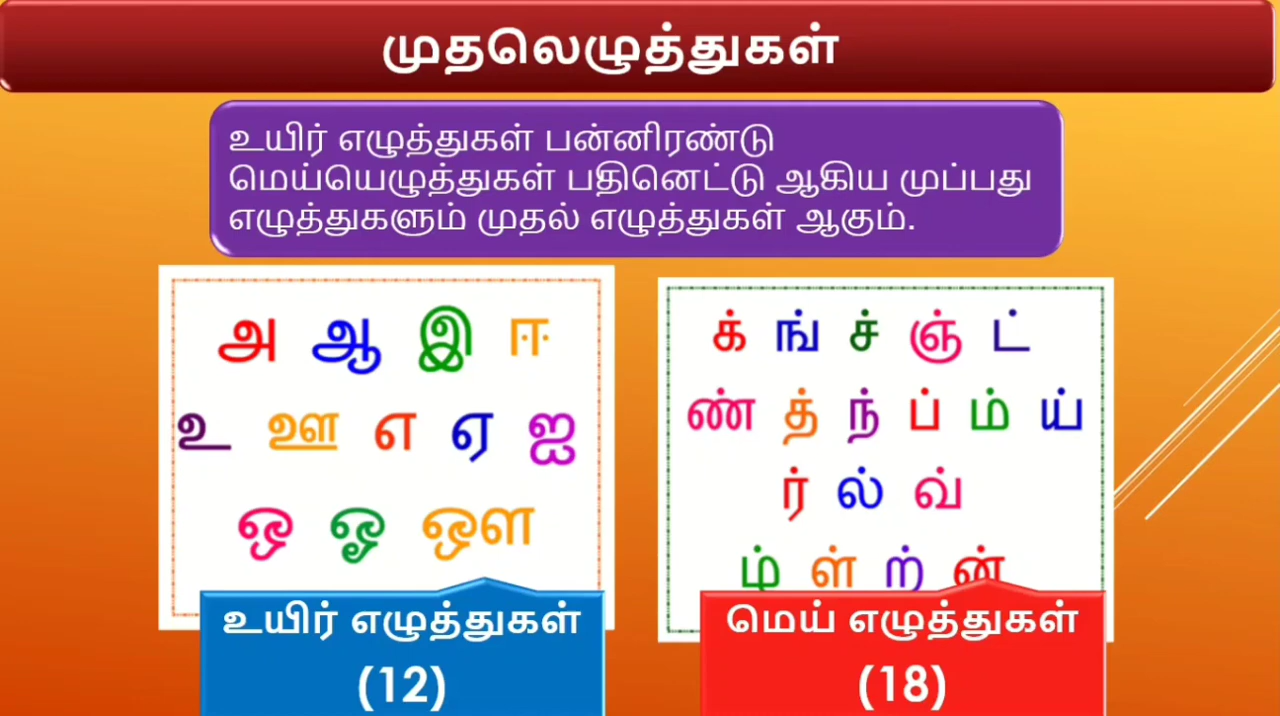 முதலெழுத்துகள்
உயிர் எழுத்துகள் பன்னிரண்டு
மெய்யெழுத்துகள் பதினெட்டு ஆகிய முப்பது
எழுத்துகளும் முதல் எழுத்துகள் ஆகும்.
அ ஆ இ ஈ
உ ஊ எ ஏ ஐ
ஒ ஓ ஔ
உயிர் எழுத்துகள்
(12)
க் ங் ச் ஞ் ட்
ண் த் ந் ப் ம் ய்
ர் ல் வ்
ழ் ள் ற் ன்
மெய் எழுத்துகள்
(18)